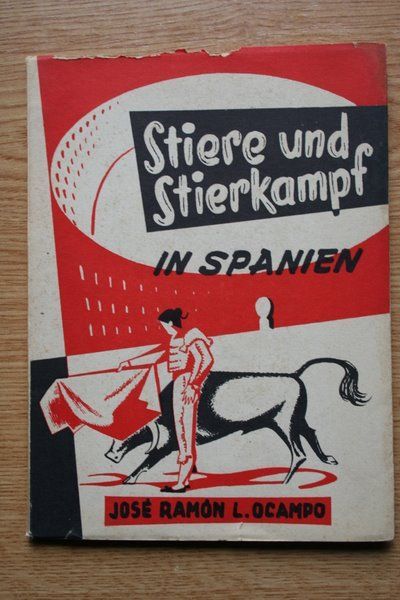 Stiere und
Stierkampf
IN SPANIEN
JOSÉ RAMÓN L. OCAMPO